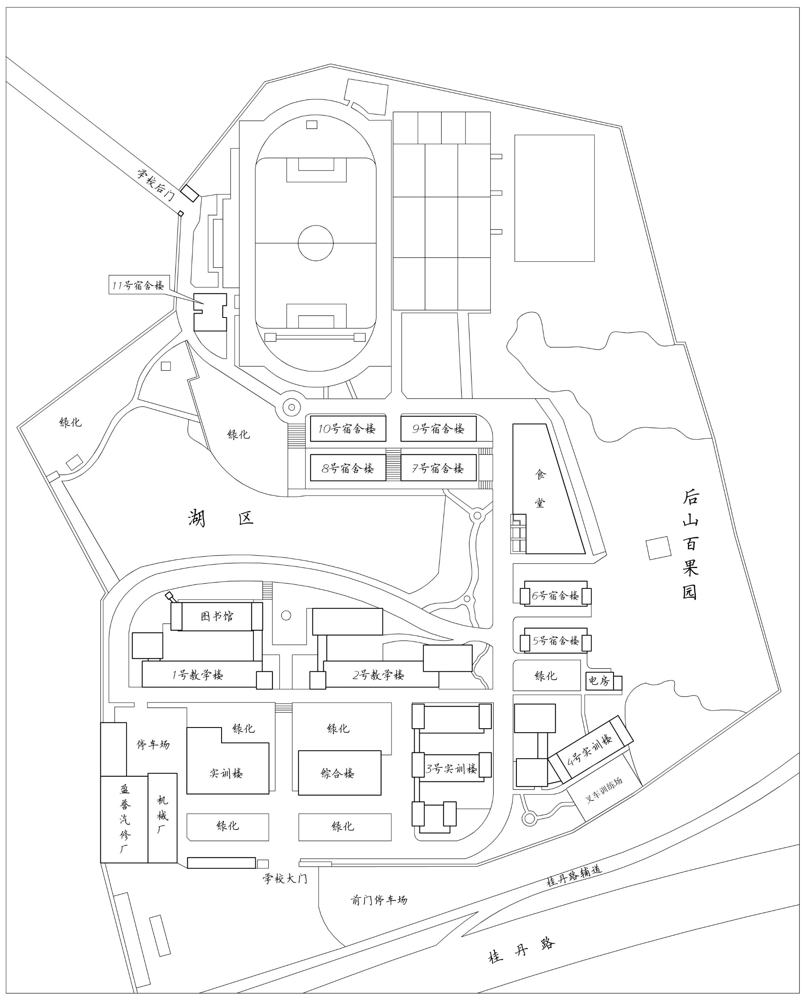 学校后门
11号宿舍楼
绿化
绿化
10号宿舍楼
9号宿舍楼
8号宿舍楼
7号宿舍楼
食堂
湖区
后山百果园
6号宿舍楼
5号宿舍楼
图书馆
1号教学楼
2号教学楼
绿化
电房
绿化
绿化
停车场
实训楼
综合楼
3号实训楼
4号实训楼
叉车训练场
盈誉汽修厂
机械厂
绿化
绿化
学校大门
前门停车场
桂丹路辅道
桂丹路